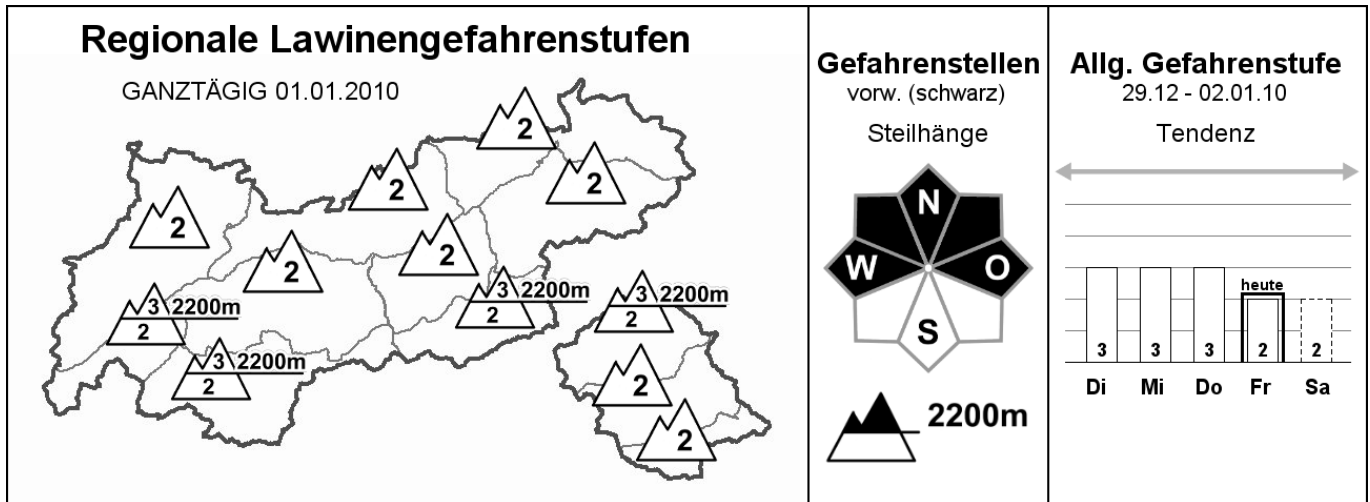 Regionale Lawinengefahrenstufen
GANZTÄGIG 01.01.2010
2
2
2
2
2
2
2
3 2200m
2
3 2200m
2
3 2200m
2
3 2200m
2
2
2
Gefahrenstellen
vorw. (schwarz)
Steilhänge
N
W
O
S
2200m
Allg. Gefahrenstufe
29.12 - 02.01.10
Tendenz
heute
3 3 3 2 2
Di Mi Do Fr Sa